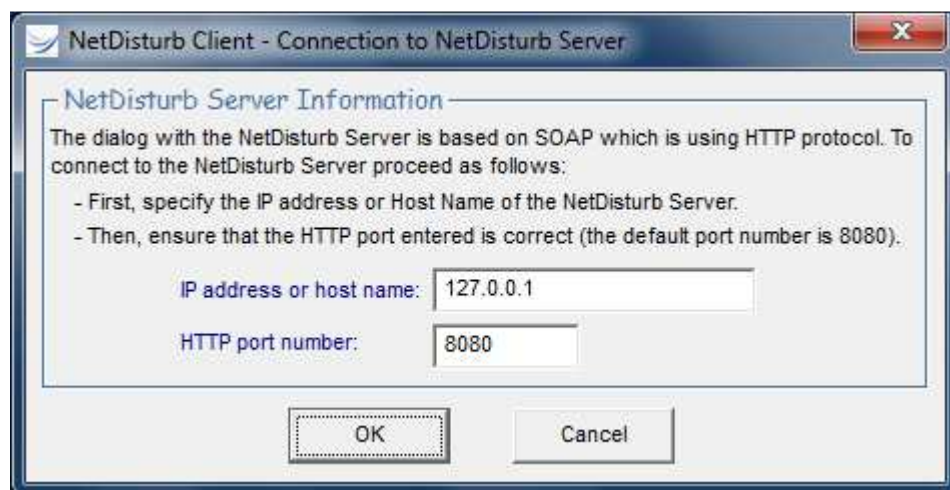 NetDisturb Client - Connection to NetDisturb Server
NetDisturb Server Information
The dialog with the NetDisturb Server is based on SOAP which is using HTTP protocol. To
connect to the NetDisturb Server proceed as follows:
- First, specify the IP address or Host Name of the NetDisturb Server.
- Then, ensure that the HTTP port entered is correct (the default port number is 8080).
IP address or host name: 127.0.0.1
HTTP port number: 8080
OK Cancel